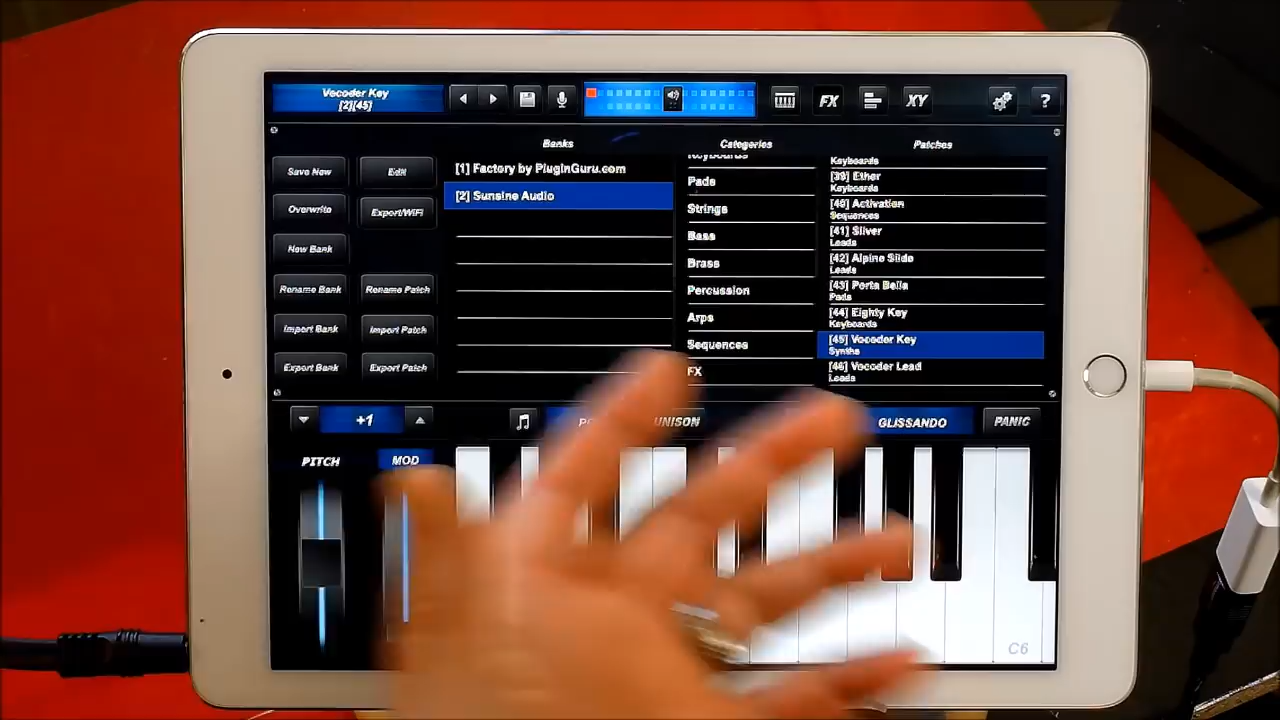 Vocoder Key
[2][45]
FX
XY
?
Banks
Categories
Patches
Save New
Edit
Overwrite
Export/WiFi
New Bank
Rename Bank
Rename Patch
Import Bank
Import Patch
Export Bank
Export Patch
[1] Factory by PluginGuru.com
[2] Sunsine Audio
Keyboards
Pads
Strings
Bass
Brass
Percussion
Arps
Sequences
FX
Keyboards
[39] Ether
Keyboards
[40] Activation
Sequences
[41] Sliver
Leads
[42] Alpine Slide
Leads
[43] Porta Bella
Pads
[44] Eighty Key
Keyboards
[45] Vocoder Key
Synths
[46] Vocoder Lead
Leads
+1
UNISON
GLISSANDO
PANIC
PITCH
MOD
C6